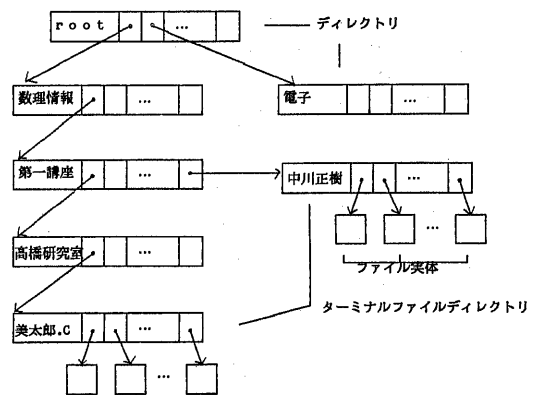 root ...
ディレクトリ
数理情報 ...
電子 ...
第一講座 ...
中川正樹 ...
...
ファイル実体
高橋研究室 ...
ターミナルファイルディレクトリ
美太郎.C ...
...